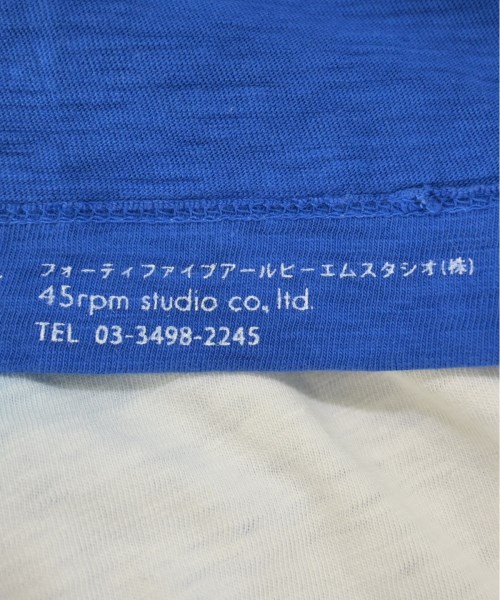 フォーティファイブアールピーエムスタジオ(株)
45rpm studio co., ltd.
TEL 03-3498-2245